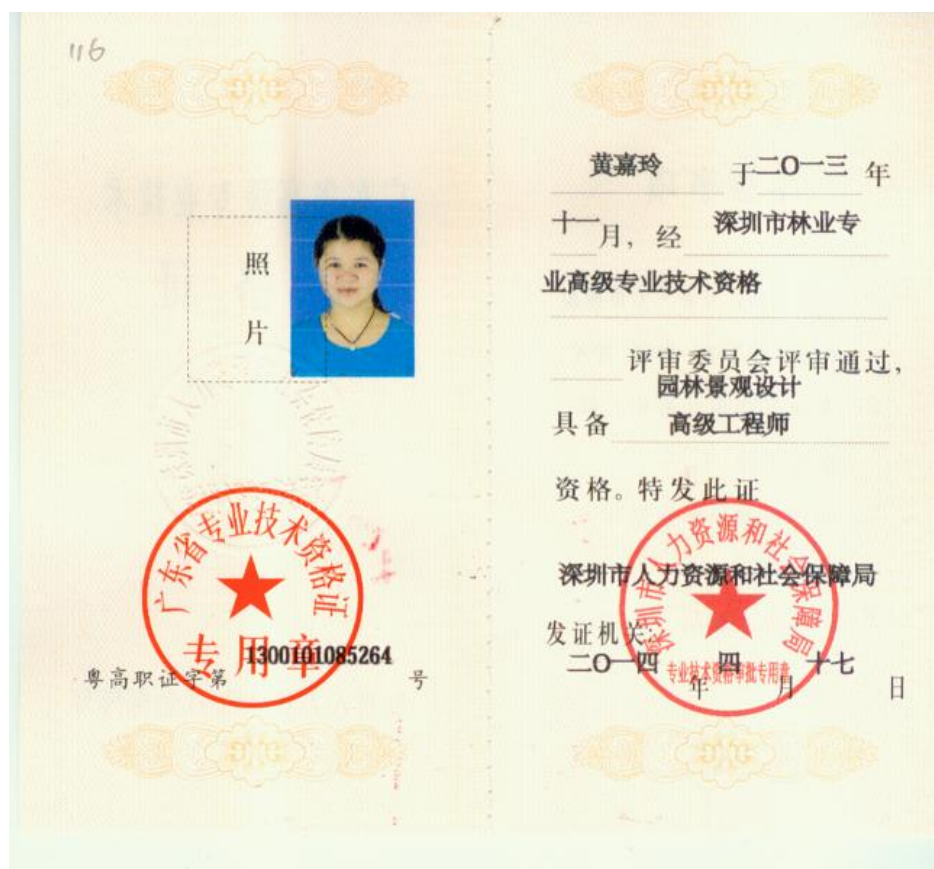 116
照
片
广东省专业技术资格证
专用章
粤高职证字第 1300101085264 号
黄嘉玲 于二〇一三 年
十一月, 经 深圳市林业专
业高级专业技术资格
评审委员会评审通过,
园林景观设计
具备 高级工程师
资格。特发此证
深圳市人力资源和社会保障局
深圳市人力资源和社会保障局
发证机关:
专业技术资格审批专用章
二〇一四 年 四 月 十七 日